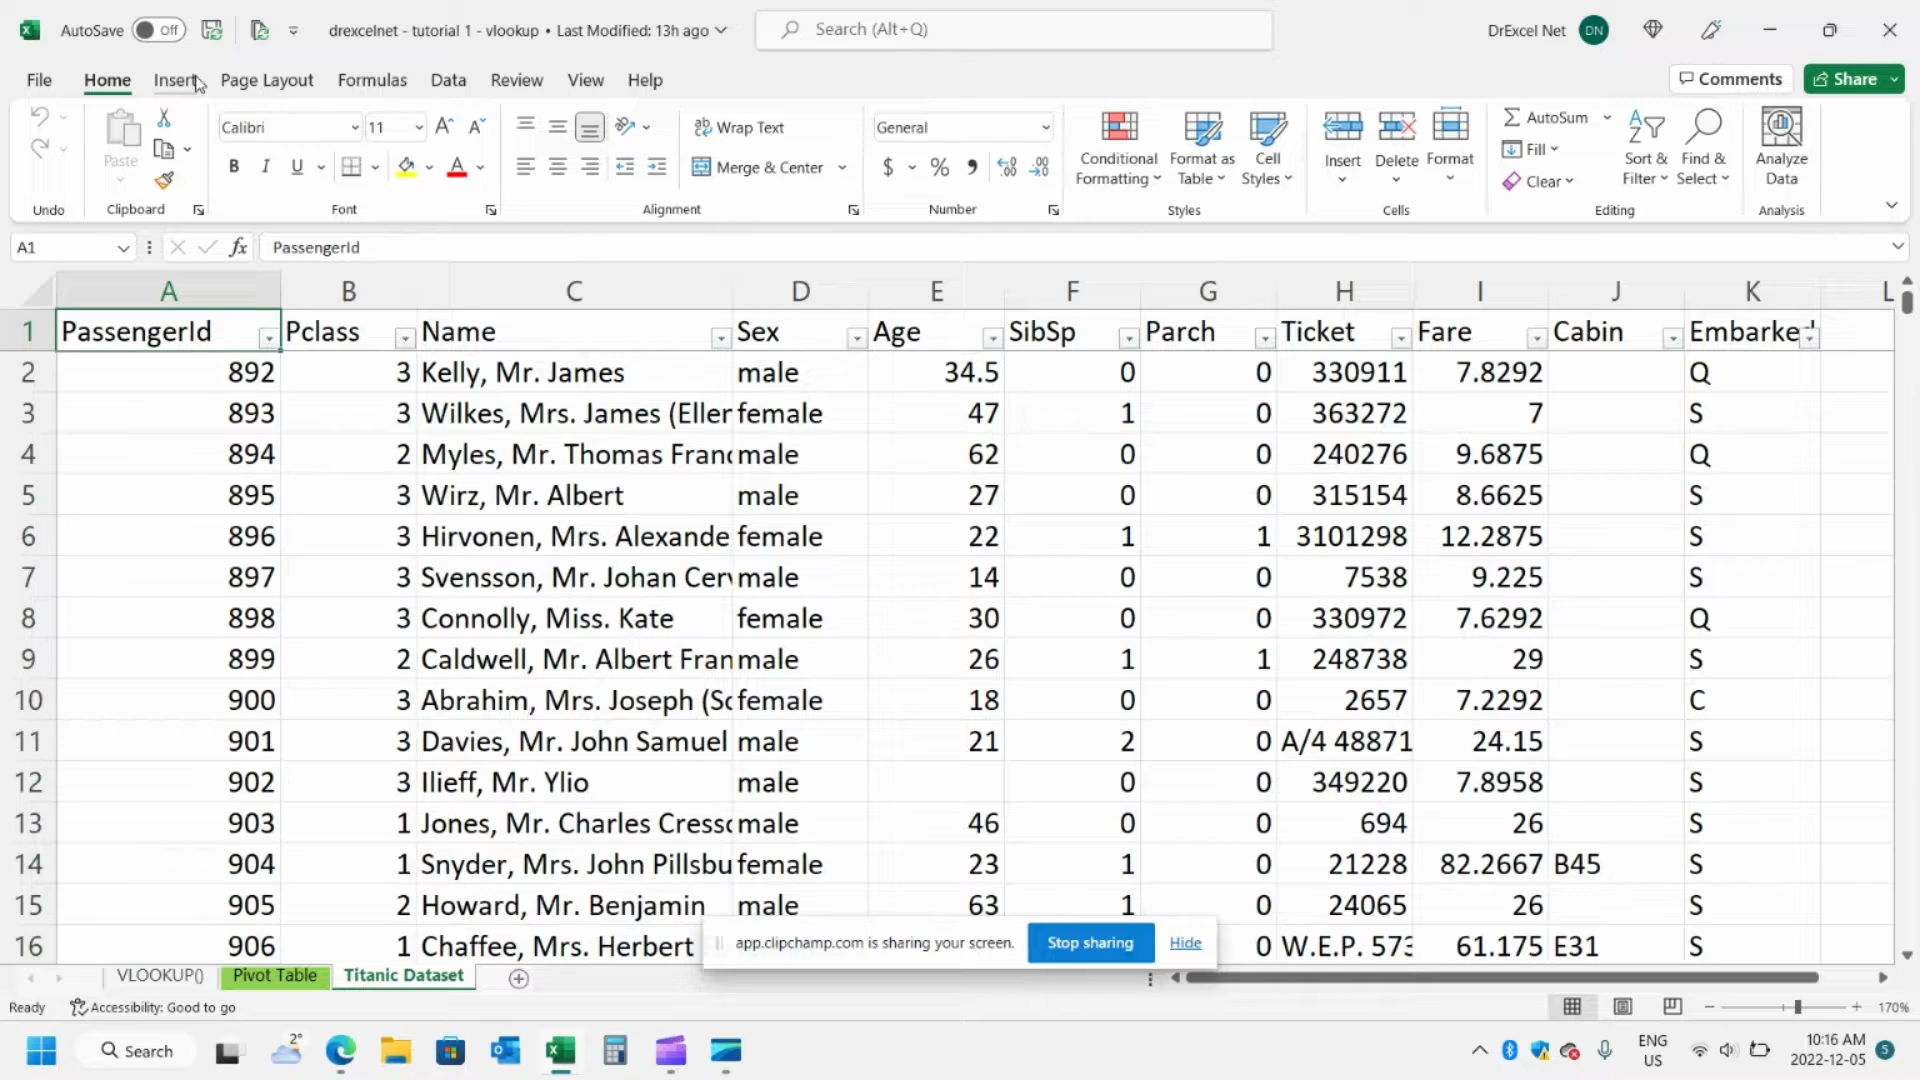 AutoSave Off drexcelnet - tutorial 1 - vlookup • Last Modified: 13h ago Search (Alt+Q) DrExcel Net DN
File Home Insert Page Layout Formulas Data Review View Help Comments Share
Calibri 11 Wrap Text General AutoSum
Paste B I U Merge & Center $ % Conditional Formatting Format as Table Cell Styles Insert Delete Format Fill Clear Sort & Filter Find & Select Analyze Data
Undo Clipboard Font Alignment Number Styles Cells Editing Analysis
A1 fx PassengerId
A B C D E F G H I J K L
1 PassengerId Pclass Name Sex Age SibSp Parch Ticket Fare Cabin Embarked
2 892 3 Kelly, Mr. James male 34.5 0 0 330911 7.8292 Q
3 893 3 Wilkes, Mrs. James (Eller female 47 1 0 363272 7 S
4 894 2 Myles, Mr. Thomas Franc male 62 0 0 240276 9.6875 Q
5 895 3 Wirz, Mr. Albert male 27 0 0 315154 8.6625 S
6 896 3 Hirvonen, Mrs. Alexande female 22 1 1 3101298 12.2875 S
7 897 3 Svensson, Mr. Johan Cerv male 14 0 0 7538 9.225 S
8 898 3 Connolly, Miss. Kate female 30 0 0 330972 7.6292 Q
9 899 2 Caldwell, Mr. Albert Fran male 26 1 1 248738 29 S
10 900 3 Abrahim, Mrs. Joseph (So female 18 0 0 2657 7.2292 C
11 901 3 Davies, Mr. John Samuel male 21 2 0 A/4 48871 24.15 S
12 902 3 Ilieff, Mr. Ylio male 0 0 349220 7.8958 S
13 903 1 Jones, Mr. Charles Cresso male 46 0 0 694 26 S
14 904 1 Snyder, Mrs. John Pillsbu female 23 1 0 21228 82.2667 B45 S
15 905 2 Howard, Mr. Benjamin male 63 1 0 24065 26 S
16 906 1 Chaffee, Mrs. Herbert 0 W.E.P. 573 61.175 E31 S
app.clipchamp.com is sharing your screen. Stop sharing Hide
VLOOKUP() Pivot Table Titanic Dataset
Ready Accessibility: Good to go 170%
Search 2° ENG US 10:16 AM 2022-12-05 5